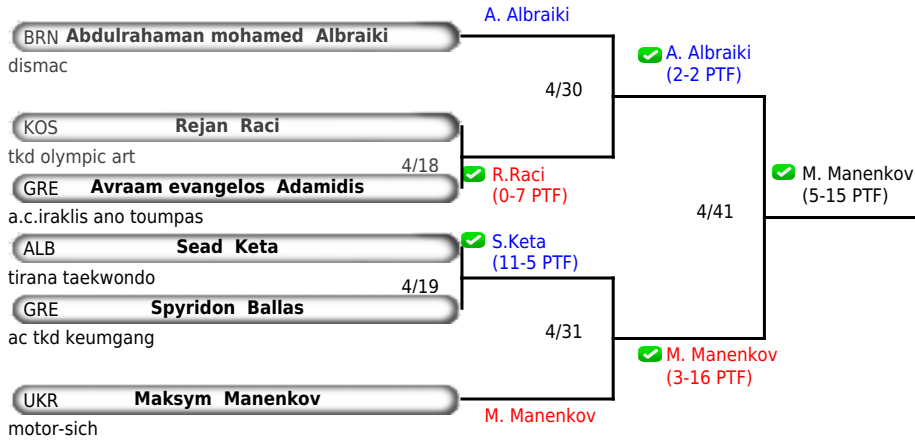 A. Albraiki
BRN Abdulrahaman mohamed Albraiki
dismac
A. Albraiki
(2-2 PTF)
4/30
KOS Rejan Raci
tkd olympic art
4/18
R.Raci
(0-7 PTF)
GRE Avraam evangelos Adamidis
a.c.iraklis ano toumpas
M. Manenkov
(5-15 PTF)
4/41
ALB Sead Keta
tirana taekwondo
S.Keta
(11-5 PTF)
4/19
GRE Spyridon Ballas
ac tkd keumgang
4/31
M. Manenkov
(3-16 PTF)
UKR Maksym Manenkov
motor-sich
M. Manenkov